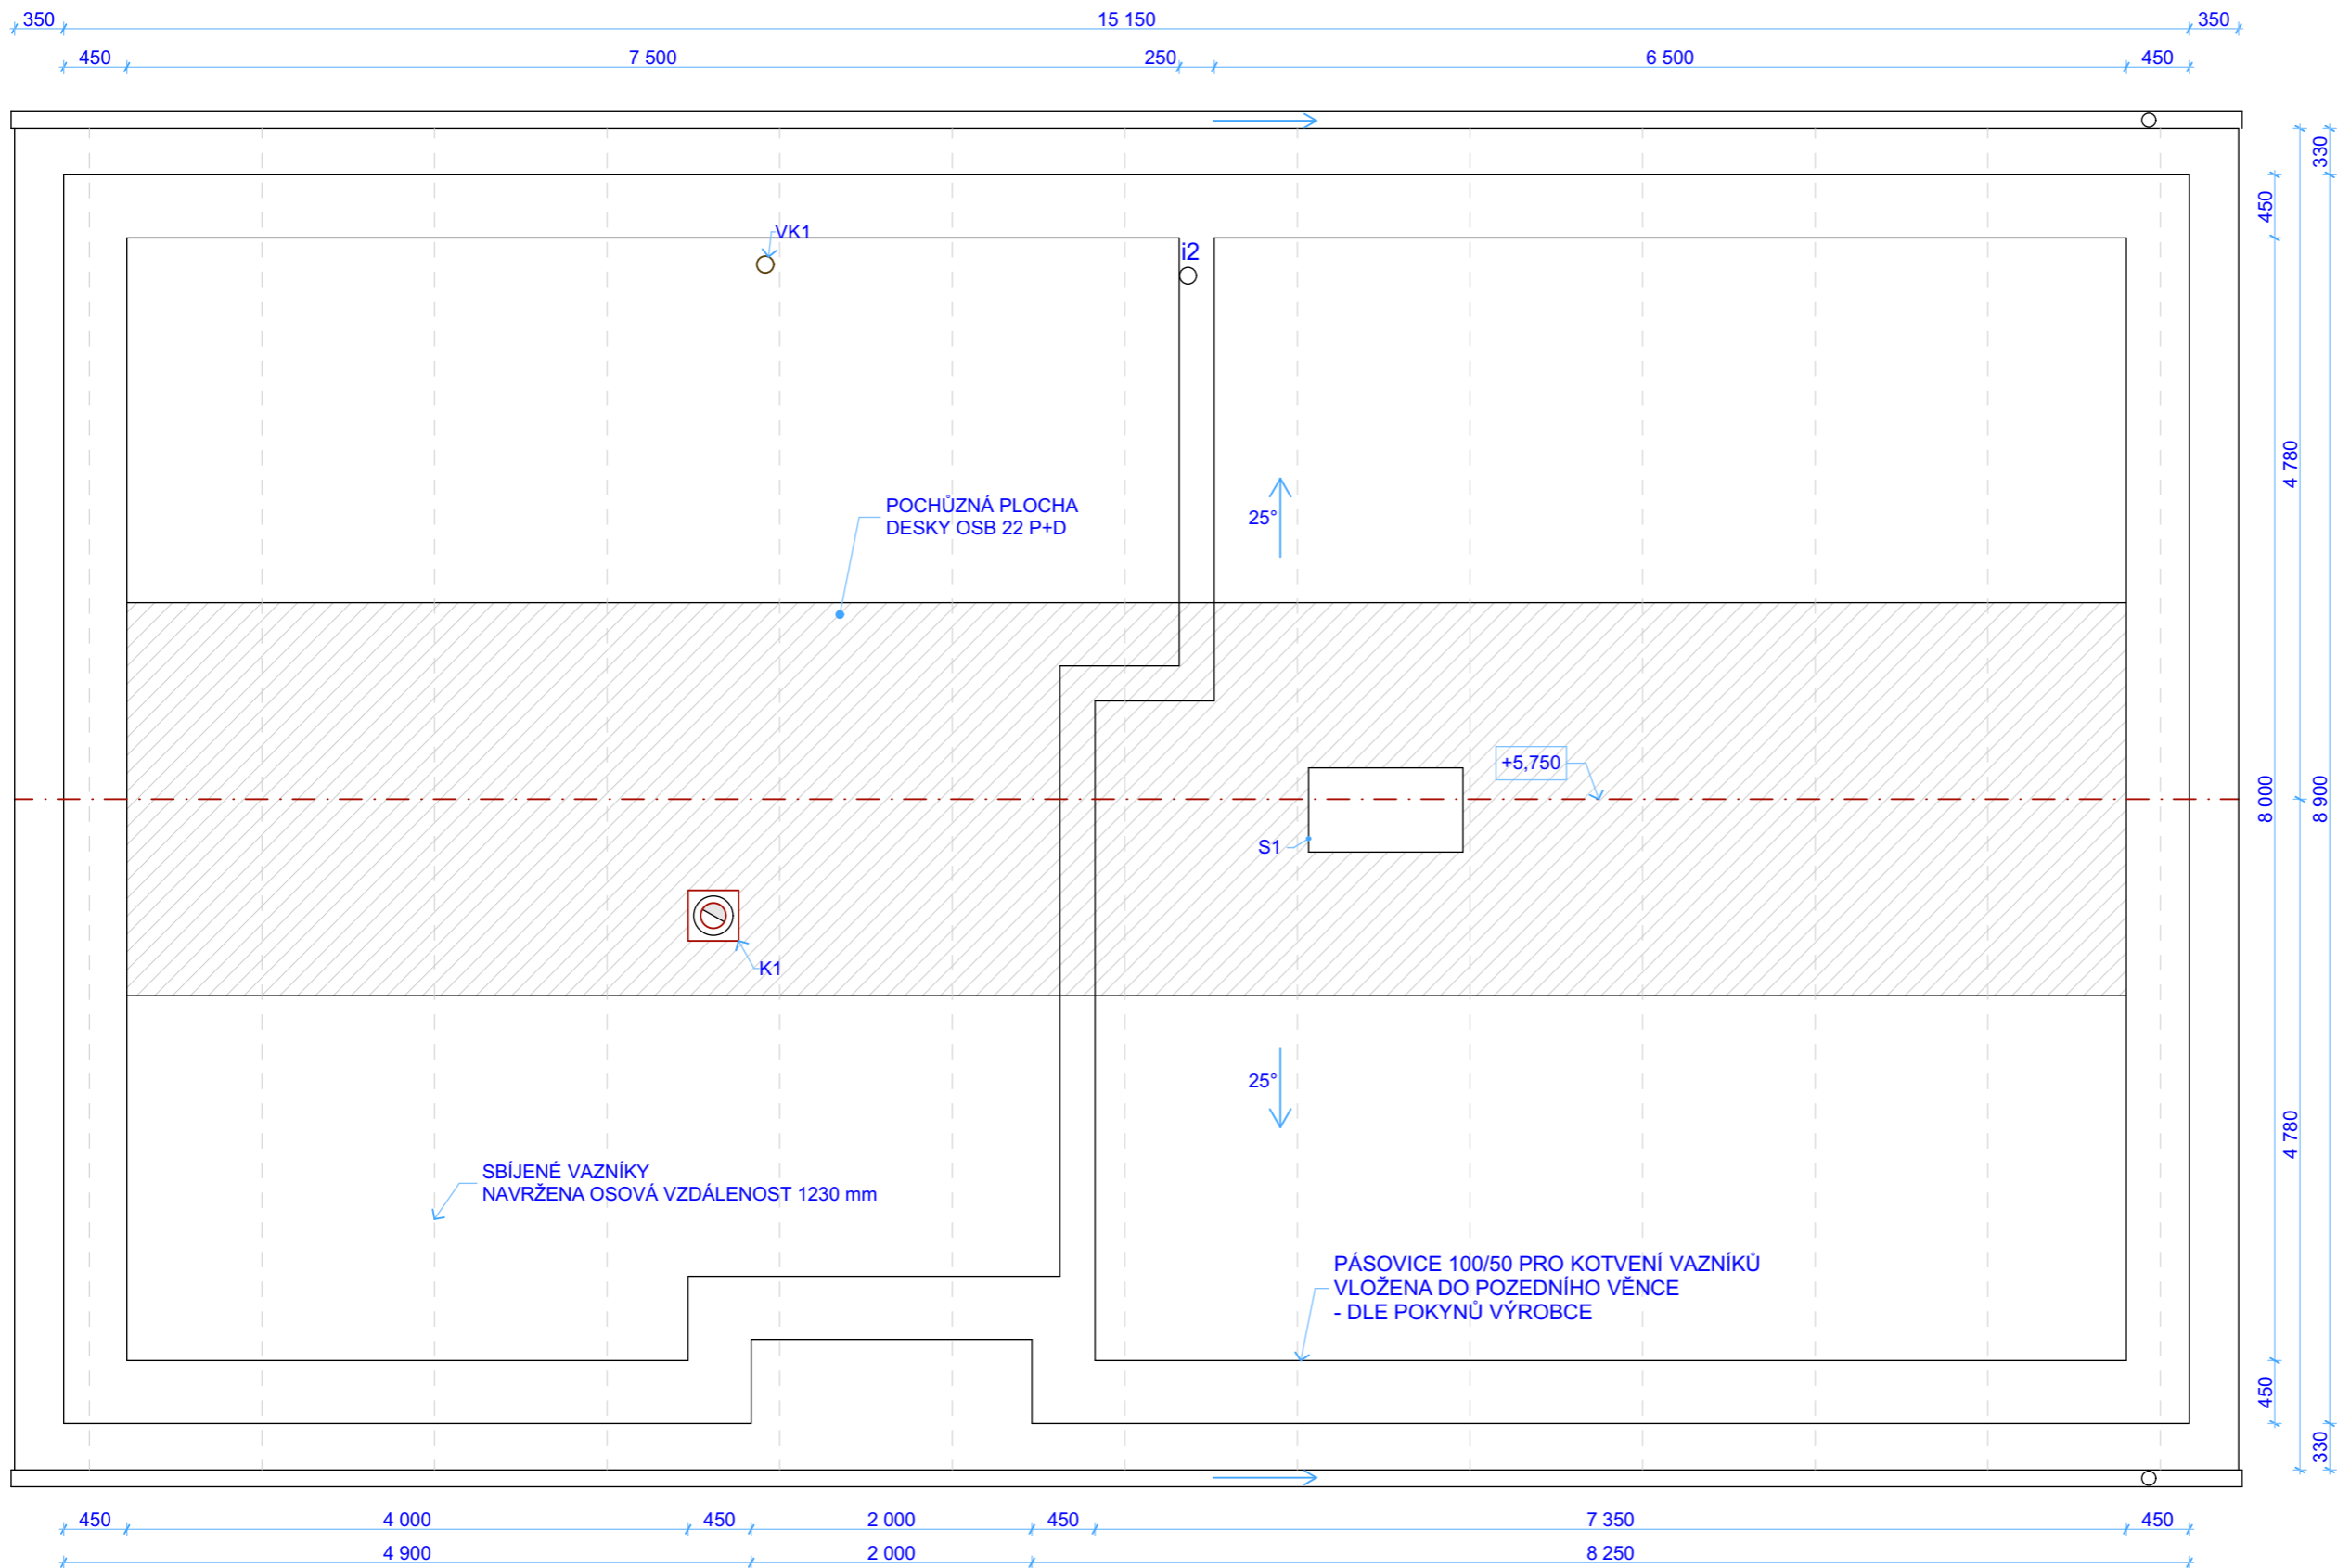 350
15 150
350
450
7 500
250
6 500
450
330
450
VK1
i2
4 780
POCHŮZNÁ PLOCHA
DESKY OSB 22 P+D
25°
+5,750
8 000
8 900
S1
K1
25°
4 780
SBÍJENÉ VAZNÍKY
NAVRŽENA OSOVÁ VZDÁLENOST 1230 mm
PÁSOVICE 100/50 PRO KOTVENÍ VAZNÍKŮ
VLOŽENA DO POZEDNÍHO VĚNCE
- DLE POKYNŮ VÝROBCE
450
330
450
4 000
450
2 000
450
7 350
450
4 900
2 000
8 250